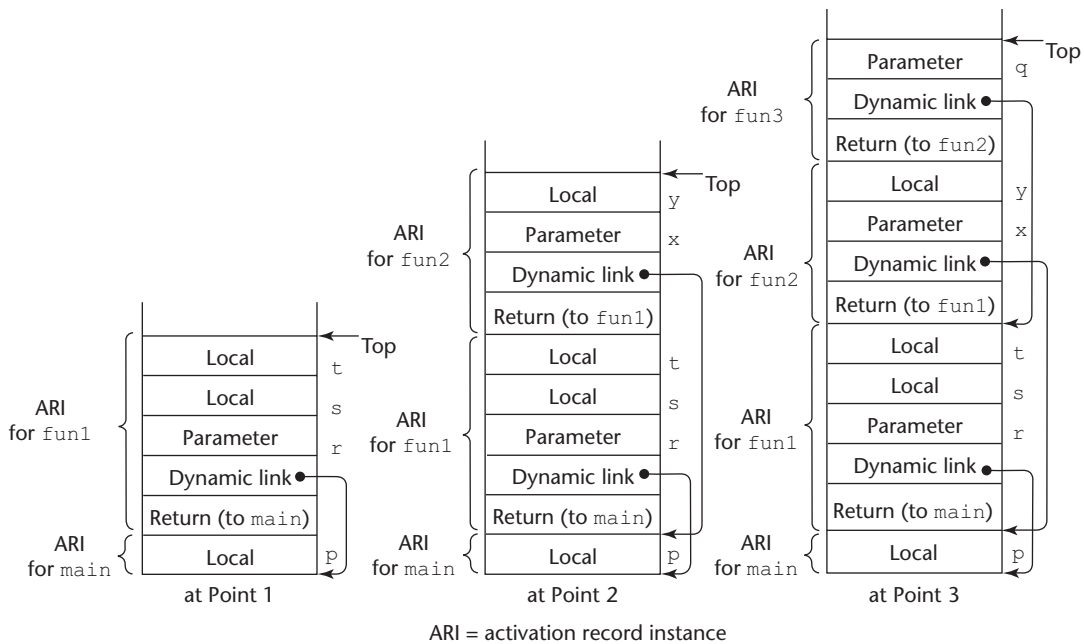 Top
t
s
r
p
ARI
for fun1
ARI
for main
Local
Local
Parameter
Dynamic link
Return (to main)
Local
at Point 1
Top
y
x
t
s
r
p
ARI
for fun2
ARI
for fun1
ARI
for main
Local
Parameter
Dynamic link
Return (to fun1)
Local
Local
Parameter
Dynamic link
Return (to main)
Local
at Point 2
Top
q
y
x
t
s
r
p
ARI
for fun3
ARI
for fun2
ARI
for fun1
ARI
for main
Parameter
Dynamic link
Return (to fun2)
Local
Parameter
Dynamic link
Return (to fun1)
Local
Local
Parameter
Dynamic link
Return (to main)
Local
at Point 3
ARI = activation record instance